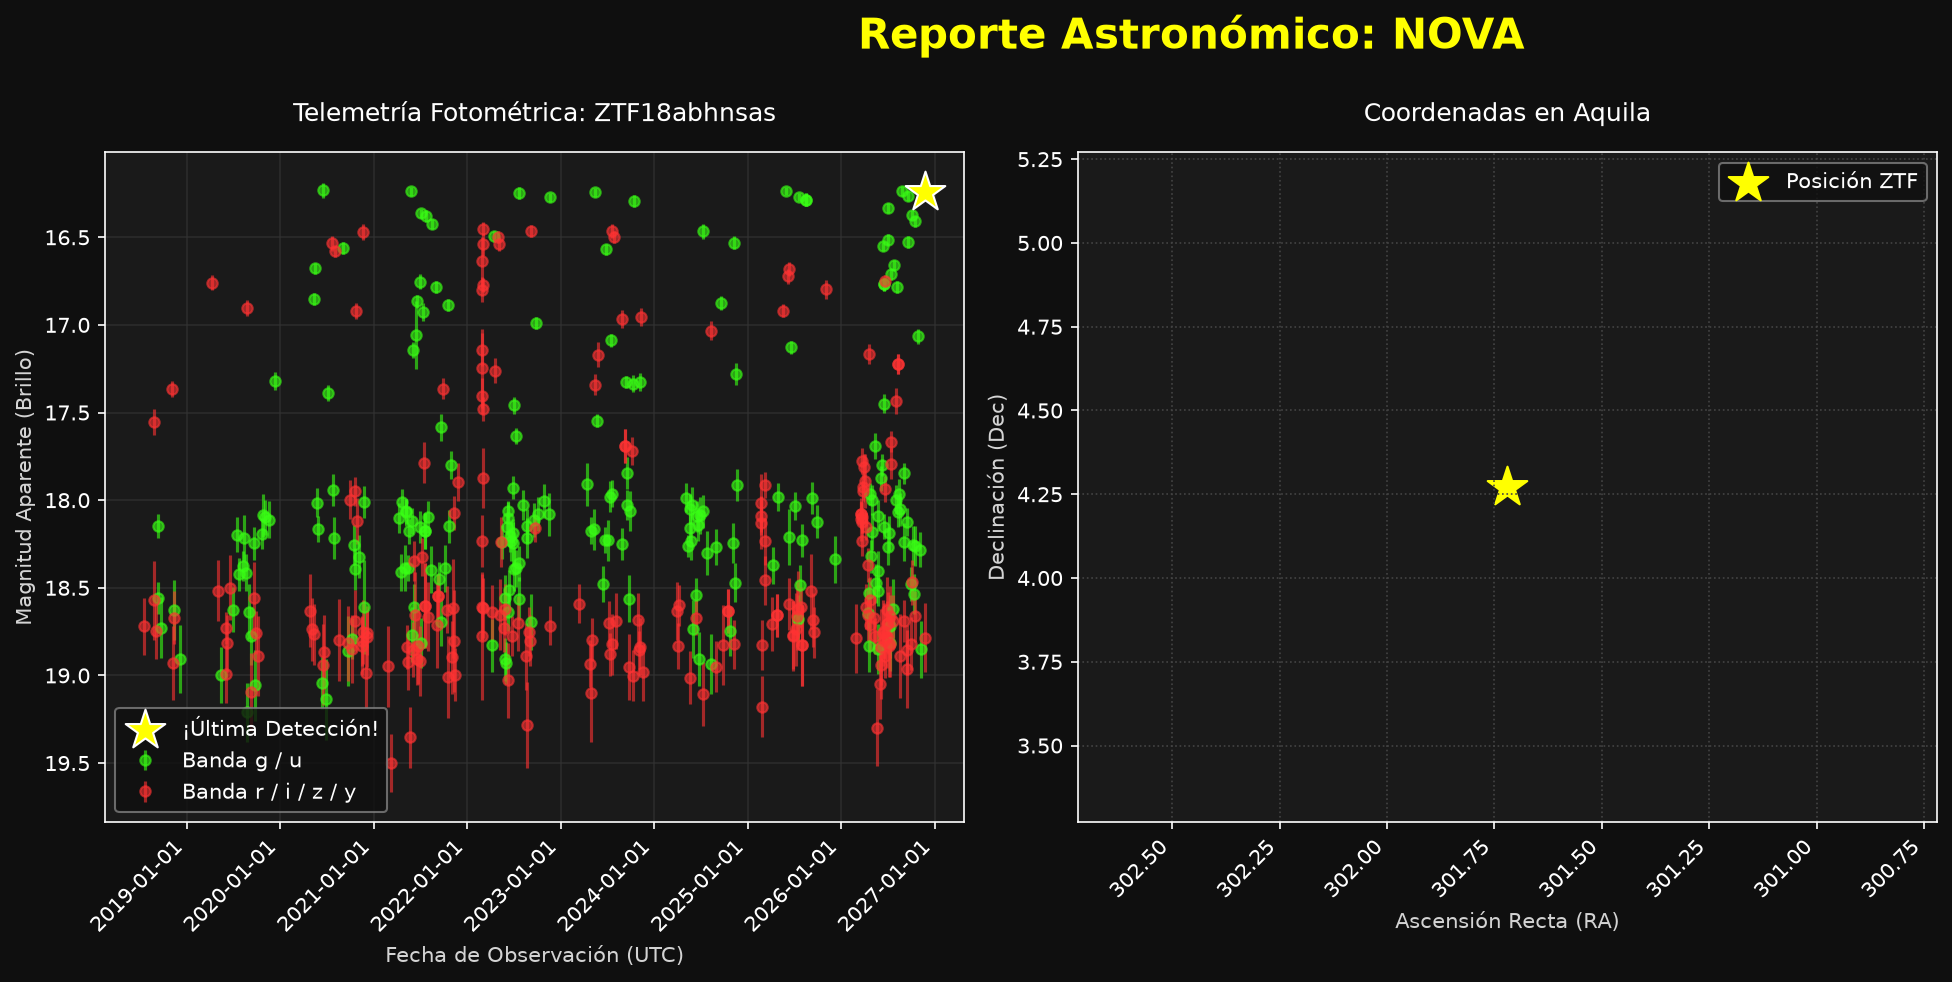 Reporte Astronómico: NOVA
Telemetría Fotométrica: ZTF18abhnsas
Magnitud Aparente (Brillo)
16.5
17.0
17.5
18.0
18.5
19.0
19.5
¡Última Detección!
Banda g / u
Banda r / i / z / y
2019-01-01
2020-01-01
2021-01-01
2022-01-01
2023-01-01
2024-01-01
2025-01-01
2026-01-01
2027-01-01
Fecha de Observación (UTC)
Coordenadas en Aquila
Declinación (Dec)
5.25
5.00
4.75
4.50
4.25
4.00
3.75
3.50
Posición ZTF
302.50
302.25
302.00
301.75
301.50
301.25
301.00
300.75
Ascensión Recta (RA)